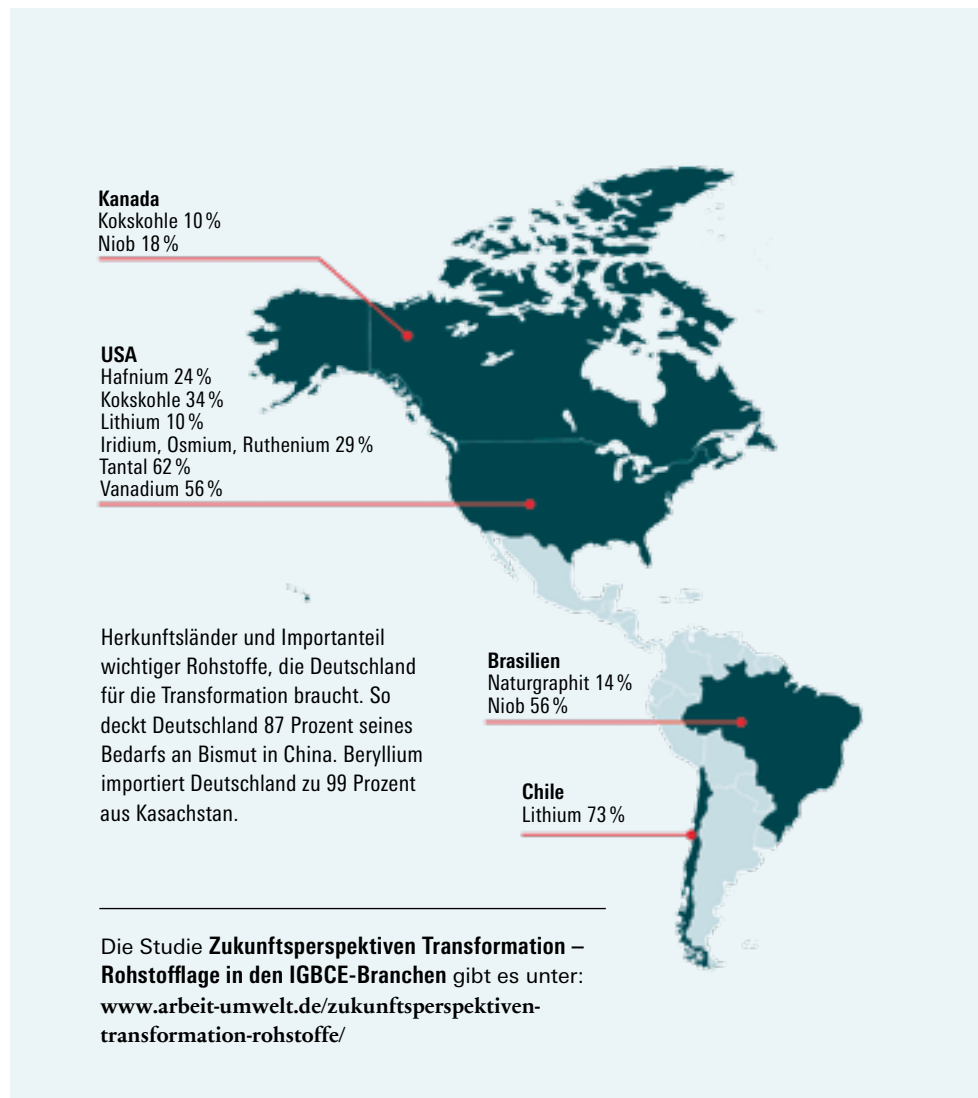 Kanada
Kokskohle 10 %
Niob 18 %
USA
Hafnium 24 %
Kokskohle 34 %
Lithium 10 %
Iridium, Osmium, Ruthenium 29 %
Tantal 62 %
Vanadium 56 %
Herkunftsländer und Importanteil
wichtiger Rohstoffe, die Deutschland
für die Transformation braucht. So
deckt Deutschland 87 Prozent seines
Bedarfs an Bismut in China. Beryllium
importiert Deutschland zu 99 Prozent
aus Kasachstan.
Brasilien
Naturgraphit 14 %
Niob 56 %
Chile
Lithium 73 %
Die Studie Zukunftsperspektiven Transformation –
Rohstofflage in den IGBCE-Branchen gibt es unter:
www.arbeit-umwelt.de/zukunftsperspektiven-
transformation-rohstoffe/